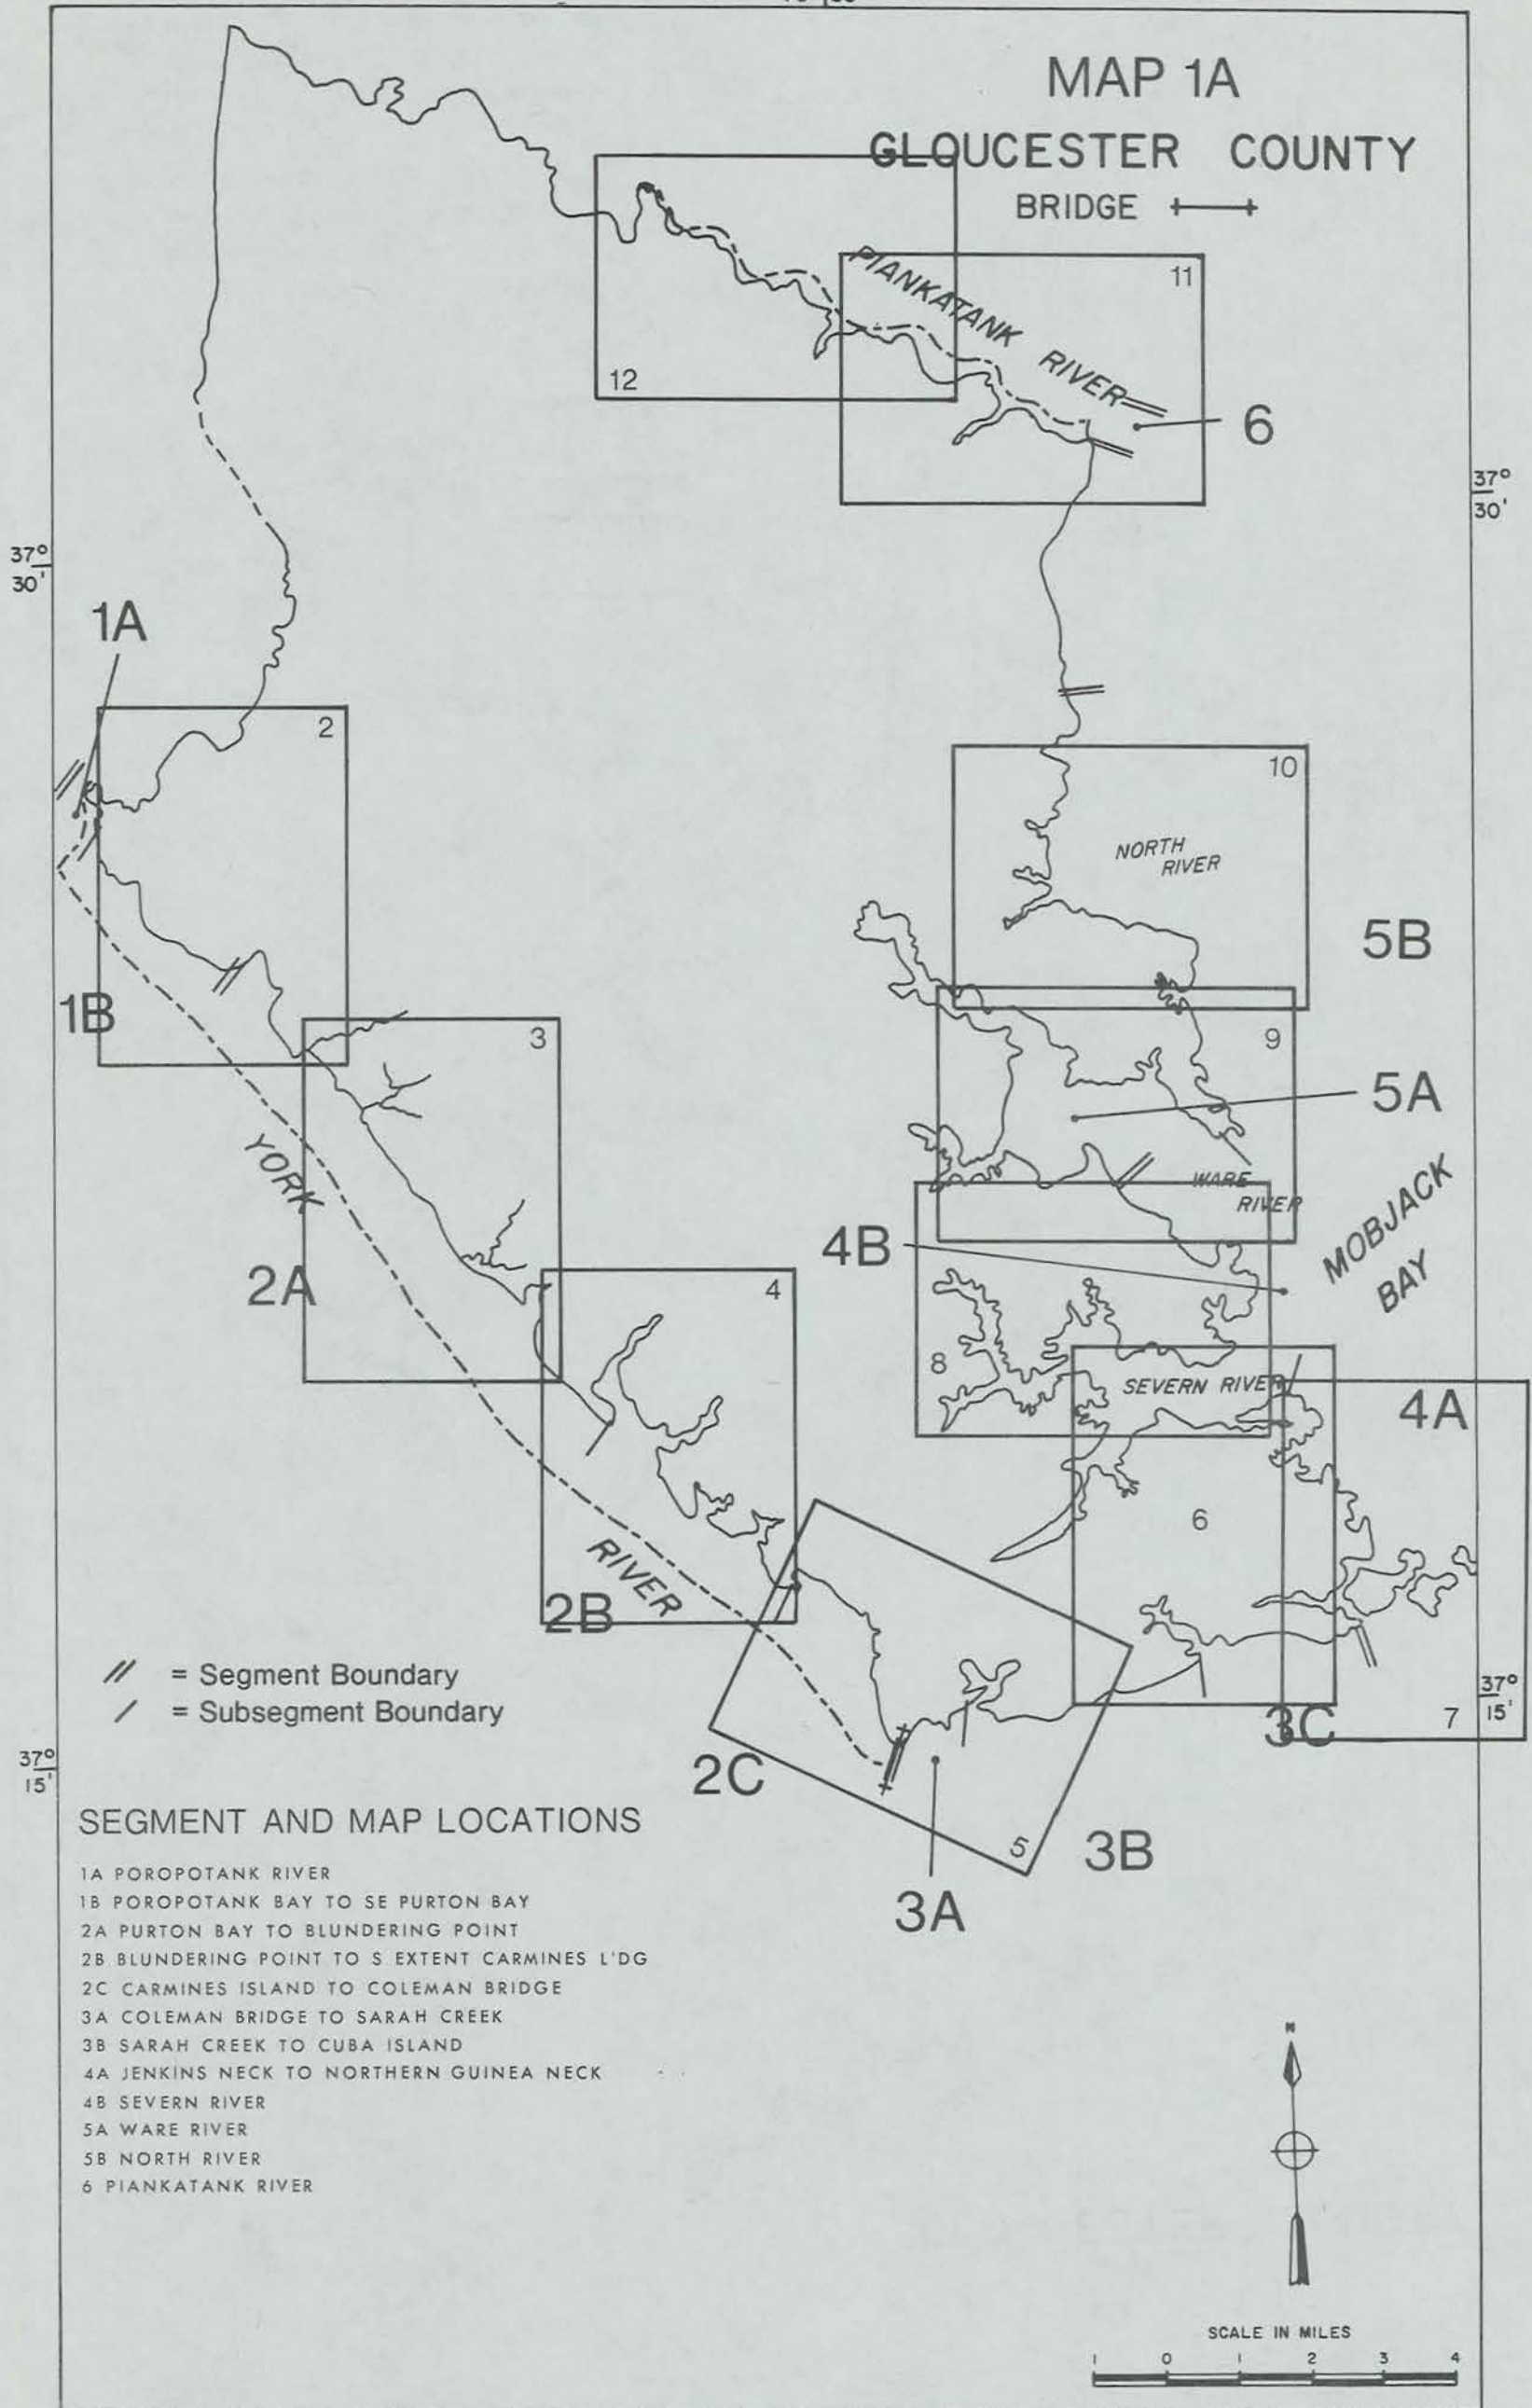 MAP 1A
GLOUCESTER COUNTY
BRIDGE
PIANKATANK RIVER
11
12
6
37°
30'
37°
30'
1A
2
10
NORTH
RIVER
5B
1B
3
9
5A
YORK
WARE
RIVER
MOBJACK
BAY
4B
2A
4
8
SEVERN RIVER
4A
6
RIVER
2B
// = Segment Boundary
/ = Subsegment Boundary
37°
15'
3C
7
37°
15'
2C
5
3B
3A
SEGMENT AND MAP LOCATIONS
1A POROPOTANK RIVER
1B POROPOTANK BAY TO SE PURTON BAY
2A PURTON BAY TO BLUNDERING POINT
2B BLUNDERING POINT TO S EXTENT CARMINES L'DG
2C CARMINES ISLAND TO COLEMAN BRIDGE
3A COLEMAN BRIDGE TO SARAH CREEK
3B SARAH CREEK TO CUBA ISLAND
4A JENKINS NECK TO NORTHERN GUINEA NECK
4B SEVERN RIVER
5A WARE RIVER
5B NORTH RIVER
6 PIANKATANK RIVER
N
SCALE IN MILES
1 0 1 2 3 4